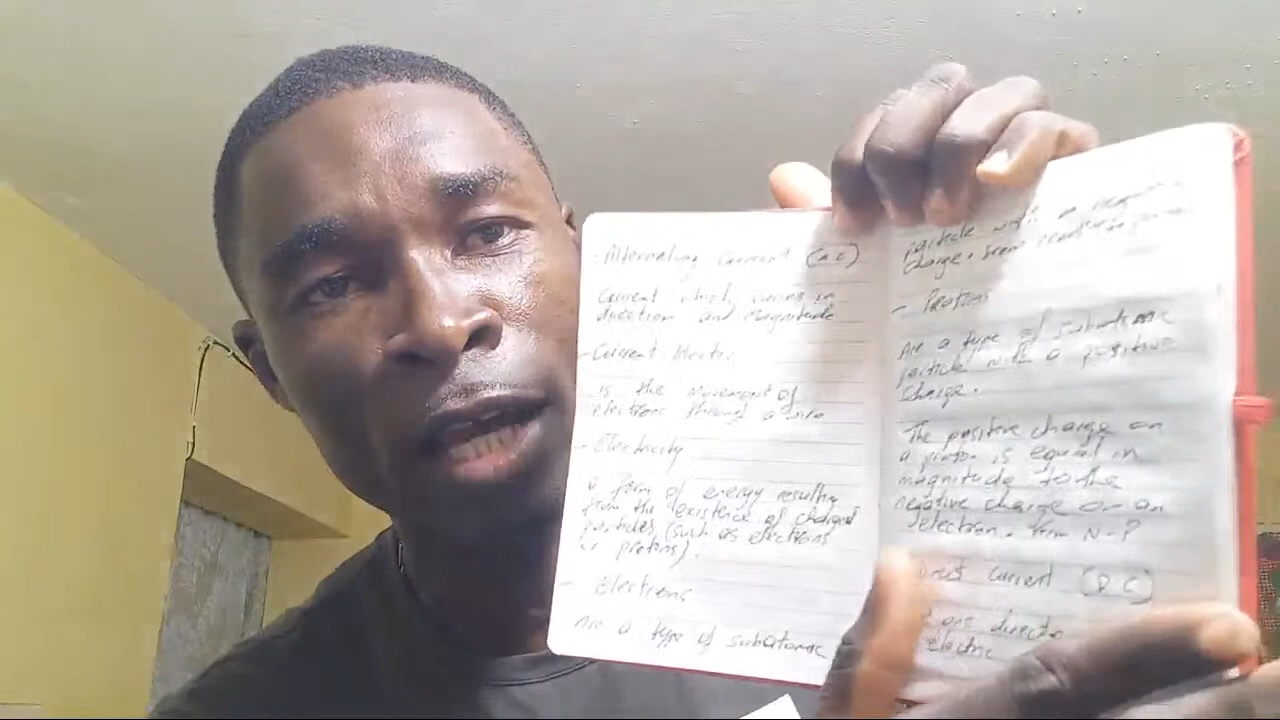 Alternating current (AC)
Current which varies in
direction and magnitude
- Current Electric
is the movement of
electrons through a wire
- Electricity
a form of energy resulting
from the existence of charged
particles (such as electrons
or protons).
- Electrons
Are a type of subatomic
particle with a
charge.
- Protons
Are a type of subatomic
particle with a positive
charge.
The positive charge on
a proton is equal in
magnitude to the
negative charge on an
electron.
current (DC)
one direction
electric